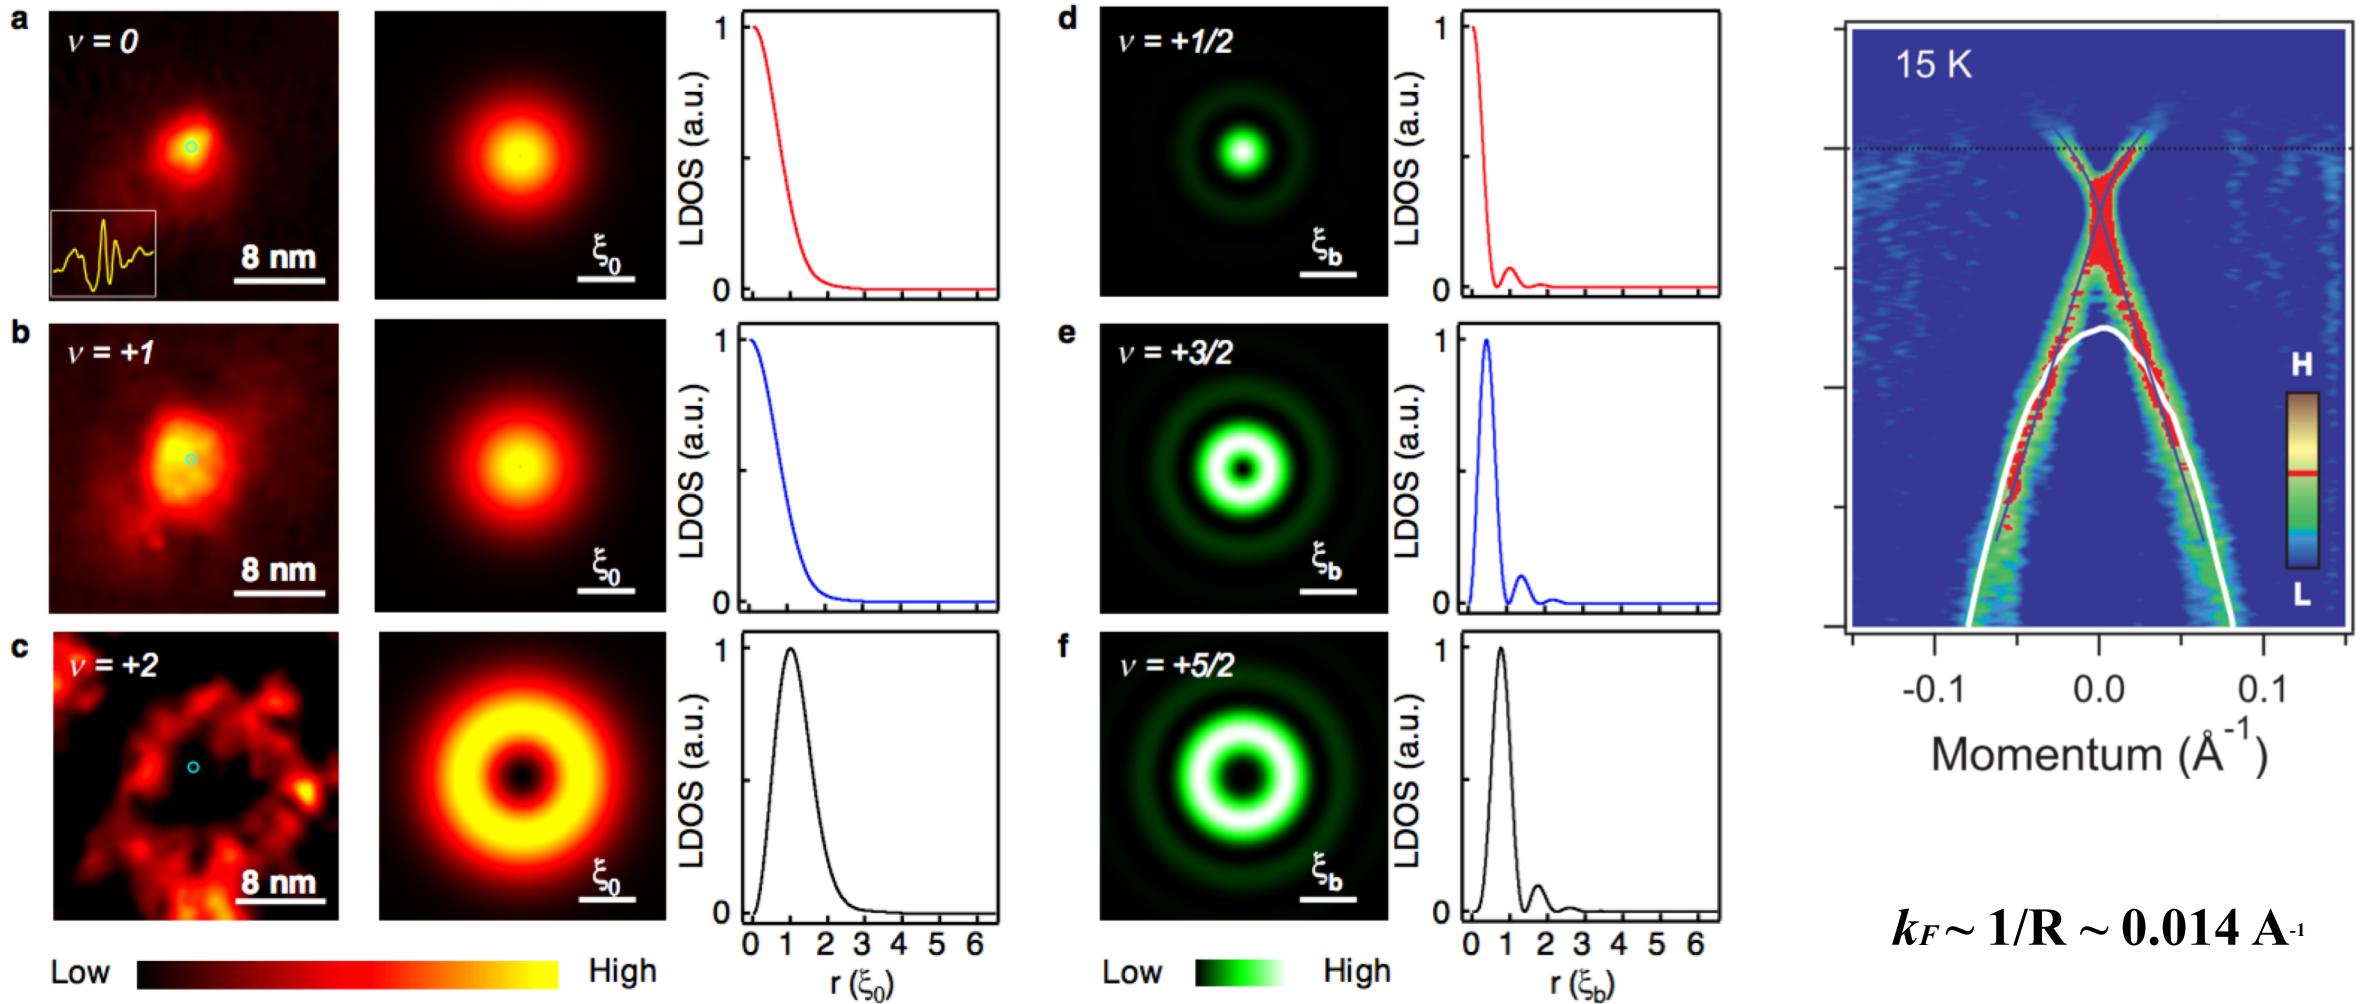 a
ν = 0
8 nm
ξ0
1
0
LDOS (a.u.)
b
ν = +1
8 nm
ξ0
1
0
LDOS (a.u.)
c
ν = +2
8 nm
ξ0
1
0
LDOS (a.u.)
0 1 2 3 4 5 6
r (ξ0)
Low High
d
ν = +1/2
ξb
1
0
LDOS (a.u.)
e
ν = +3/2
ξb
1
0
LDOS (a.u.)
f
ν = +5/2
ξb
1
0
LDOS (a.u.)
0 1 2 3 4 5 6
r (ξb)
Low High
15 K
H
L
-0.1 0.0 0.1
Momentum (Å-1)
kF ~ 1/R ~ 0.014 A-1